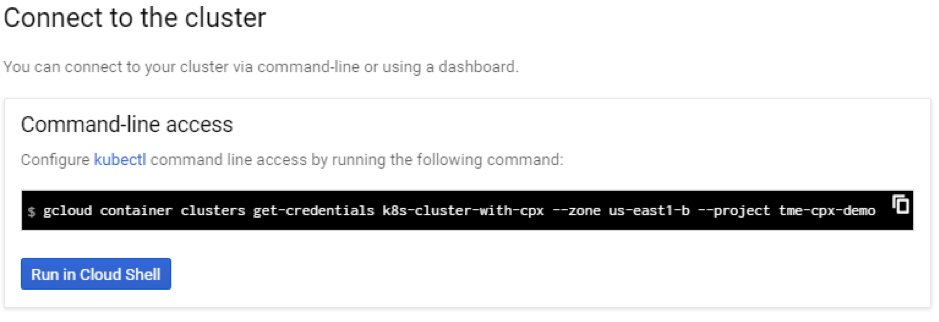 Connect to the cluster
You can connect to your cluster via command-line or using a dashboard.
Command-line access
Configure kubectl command line access by running the following command:
$ gcloud container clusters get-credentials k8s-cluster-with-cpx --zone us-east1-b --project tme-cpx-demo
Run in Cloud Shell